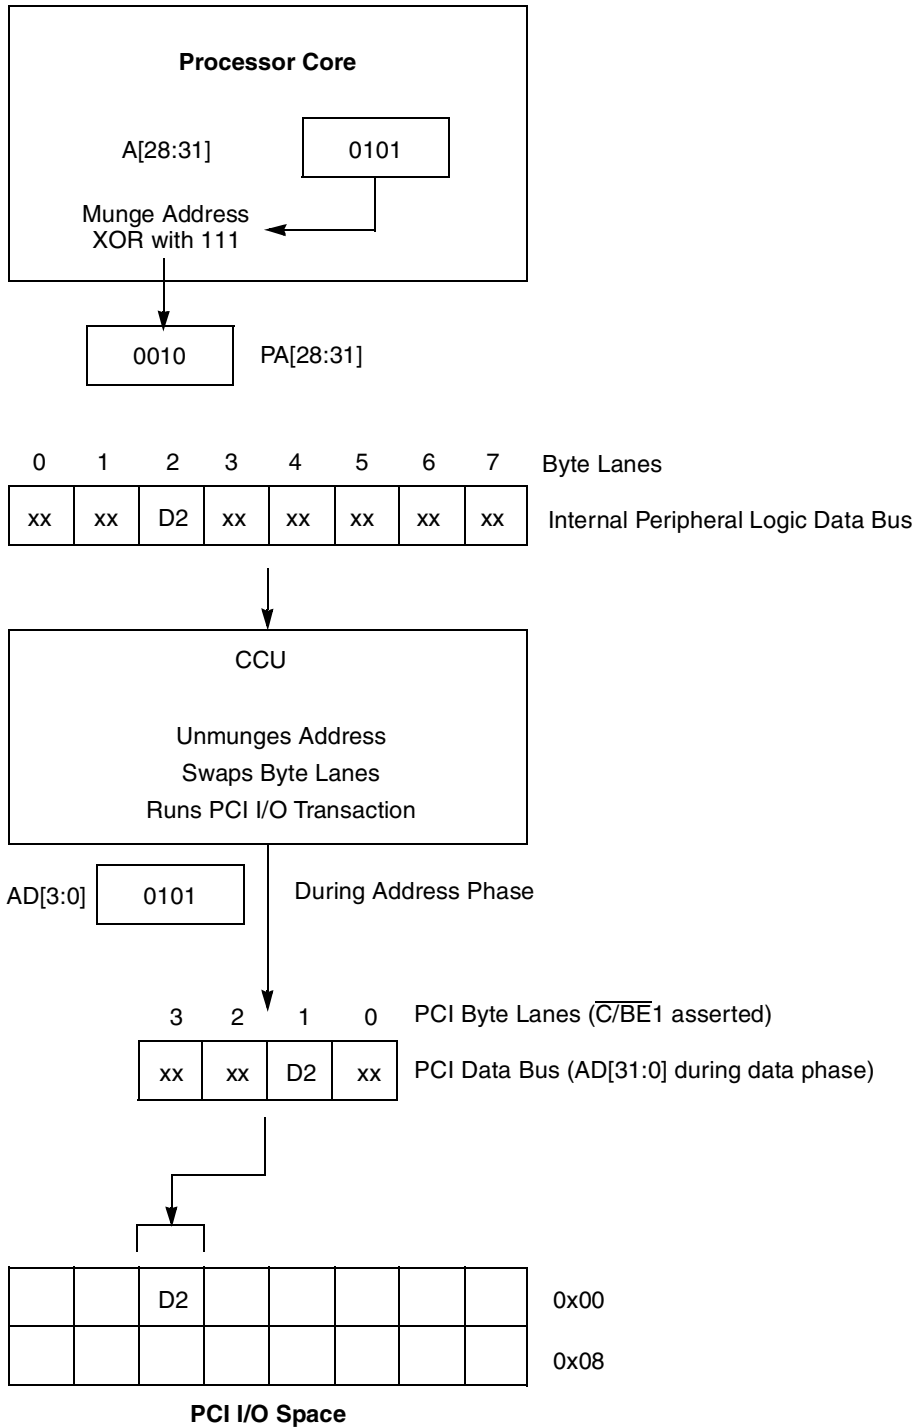 Processor Core
A[28:31] 0101
Munge Address
XOR with 111
0010 PA[28:31]
0 1 2 3 4 5 6 7 Byte Lanes
xx xx D2 xx xx xx xx xx Internal Peripheral Logic Data Bus
CCU
Unmunges Address
Swaps Byte Lanes
Runs PCI I/O Transaction
AD[3:0] 0101 During Address Phase
3 2 1 0 PCI Byte Lanes (C/BE1 asserted)
xx xx D2 xx PCI Data Bus (AD[31:0] during data phase)
D2 0x00
0x08
PCI I/O Space